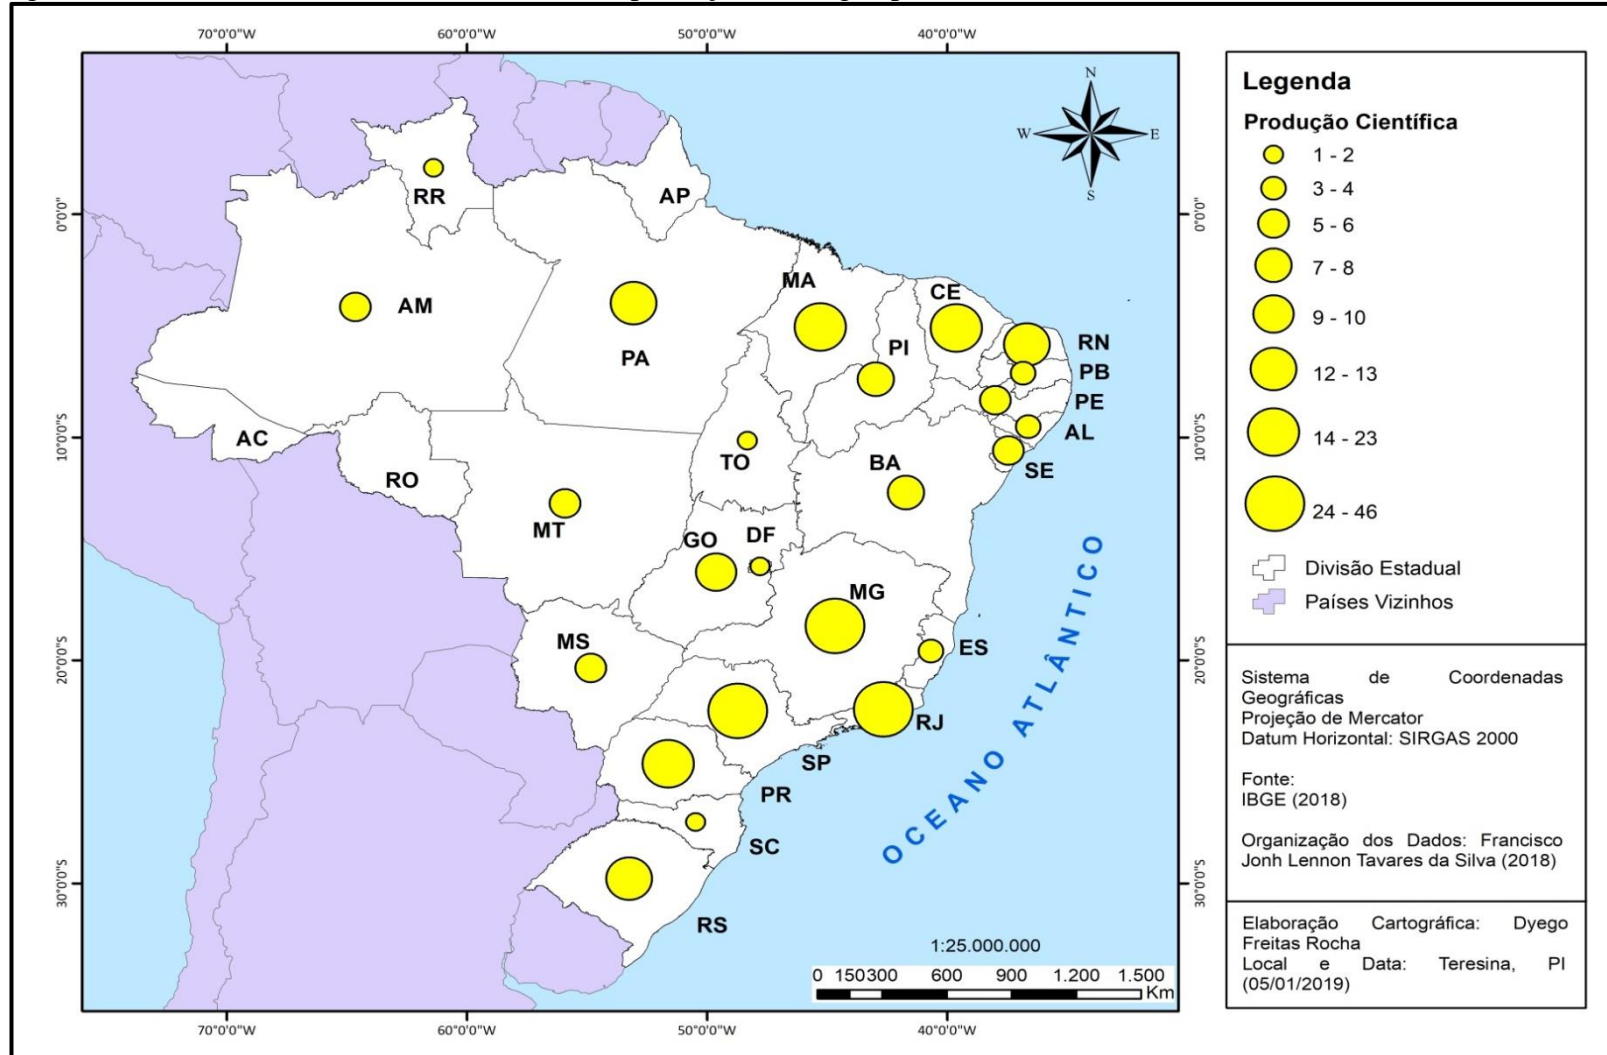 70°0'0"W
60°0'0"W
50°0'0"W
40°0'0"W
0°0'0"
10°0'0"S
20°0'0"S
30°0'0"S
0°0'0"
10°0'0"S
20°0'0"S
30°0'0"S
N
W
E
S
RR
AP
AM
PA
MA
CE
PI
RN
PB
PE
AL
SE
AC
RO
TO
BA
MT
GO
DF
MG
MS
ES
RJ
SP
PR
SC
RS
OCEANO ATLÂNTICO
1:25.000.000
0 150 300 600 900 1.200 1.500
Km
70°0'0"W
60°0'0"W
50°0'0"W
40°0'0"W
Legenda
Produção Científica
1 - 2
3 - 4
5 - 6
7 - 8
9 - 10
12 - 13
14 - 23
24 - 46
Divisão Estadual
Países Vizinhos
Sistema de Coordenadas
Geográficas
Projeção de Mercator
Datum Horizontal: SIRGAS 2000
Fonte:
IBGE (2018)
Organização dos Dados: Francisco
Jonh Lennon Tavares da Silva (2018)
Elaboração Cartográfica: Dyego
Freitas Rocha
Local e Data: Teresina, PI
(05/01/2019)